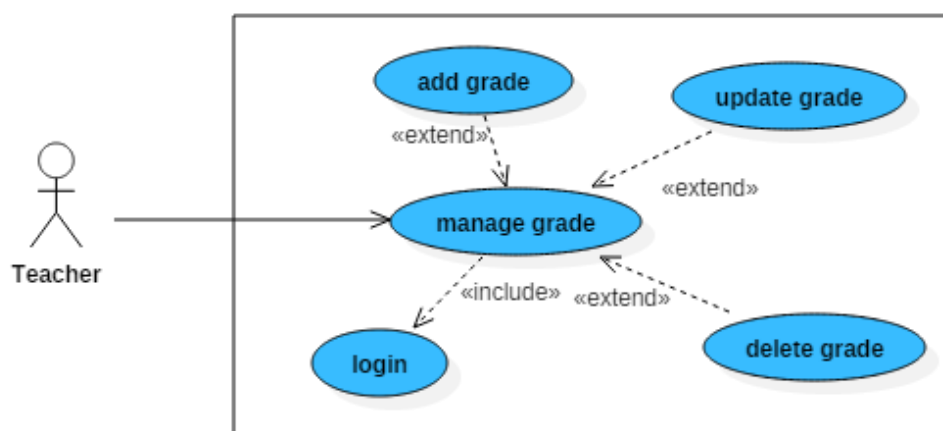 add grade
update grade
«extend»
«extend»
manage grade
Teacher
«include»
«extend»
login
delete grade